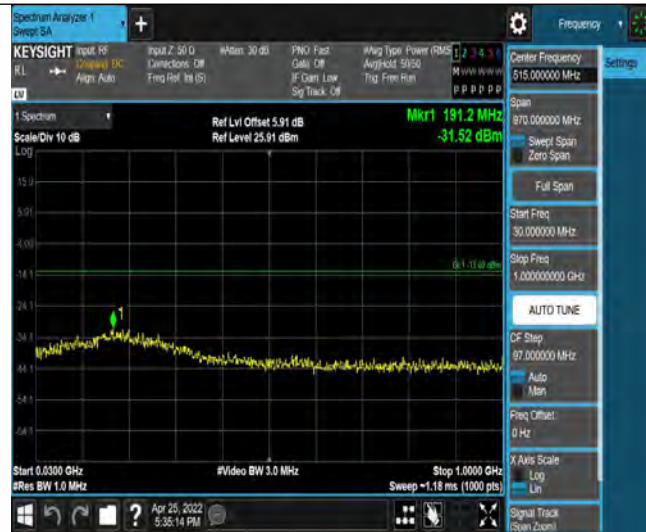 Spectrum Analyzer 1
Swept SA
+
Frequency
KEYSIGHT
Input: RF
Coupling: DC
Align: Auto
Input Z: 50 Ω
Corrections: Off
Freq Ref: Int (S)
#Atten: 30 dB
PNO: Fast
Gate: Off
IF Gain: Low
Sig Track: Off
#Avg Type: Power (RMS
Avg|Hold: 50/50
Trig: Free Run
1 2 3 4 5 6
M W W W W W
P P P P P P
LV
1 Spectrum
Scale/Div 10 dB
Log
Ref Lvl Offset 5.91 dB
Ref Level 25.91 dBm
Mkr1 191.2 MHz
-31.52 dBm
15.9
5.91
-4.09
-14.1
-24.1
-34.1
-44.1
-54.1
-64.1
1
Start 0.0300 GHz
#Res BW 1.0 MHz
#Video BW 3.0 MHz
Stop 1.0000 GHz
Sweep ~1.18 ms (1000 pts)
Center Frequency
515.000000 MHz
Settings
Span
970.000000 MHz
Swept Span
Zero Span
Full Span
Start Freq
30.000000 MHz
Stop Freq
1.000000000 GHz
AUTO TUNE
CF Step
97.000000 MHz
Auto
Man
Freq Offset
0 Hz
X Axis Scale
Log
Lin
Signal Track
(Span Zoom)
?
Apr 25, 2022
5:35:14 PM